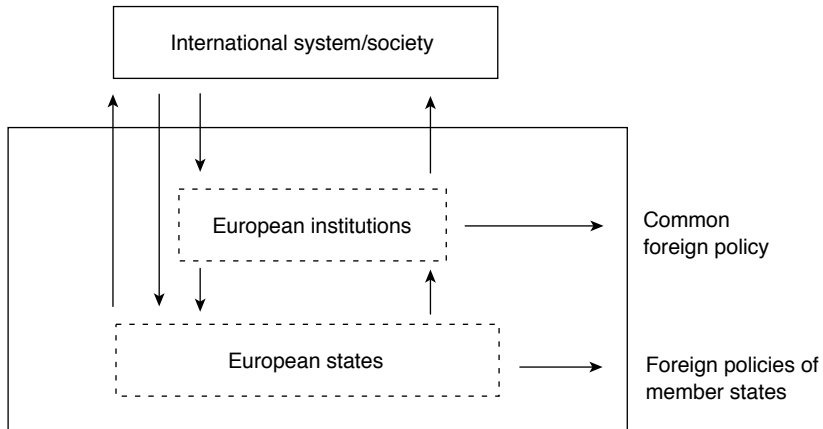 International system/society
European institutions
Common
foreign policy
European states
Foreign policies of
member states